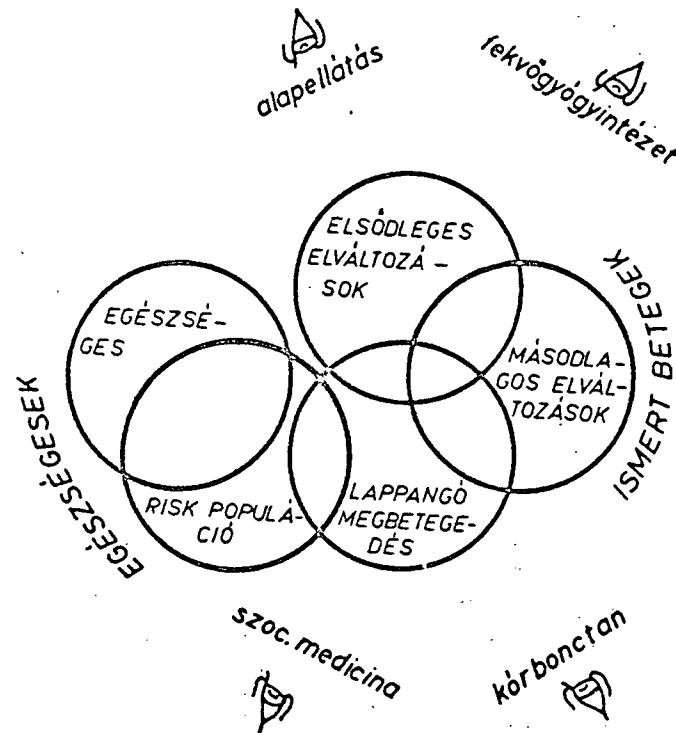 alapellátás
fekvőgyógyintézet
ELSŐDLEGES
ELVÁLTOZÁ –
SOK
EGÉSZSÉ–
GES
MÁSODLA–
GOS ELVÁL–
TOZÁSOK
ISMERT BETEGEK
EGÉSZSÉGESEK
RISK POPULÁ–
CIÓ
LAPPANGÓ
MEGBETEGE–
DÉS
szoc. medicina
kórbonctan